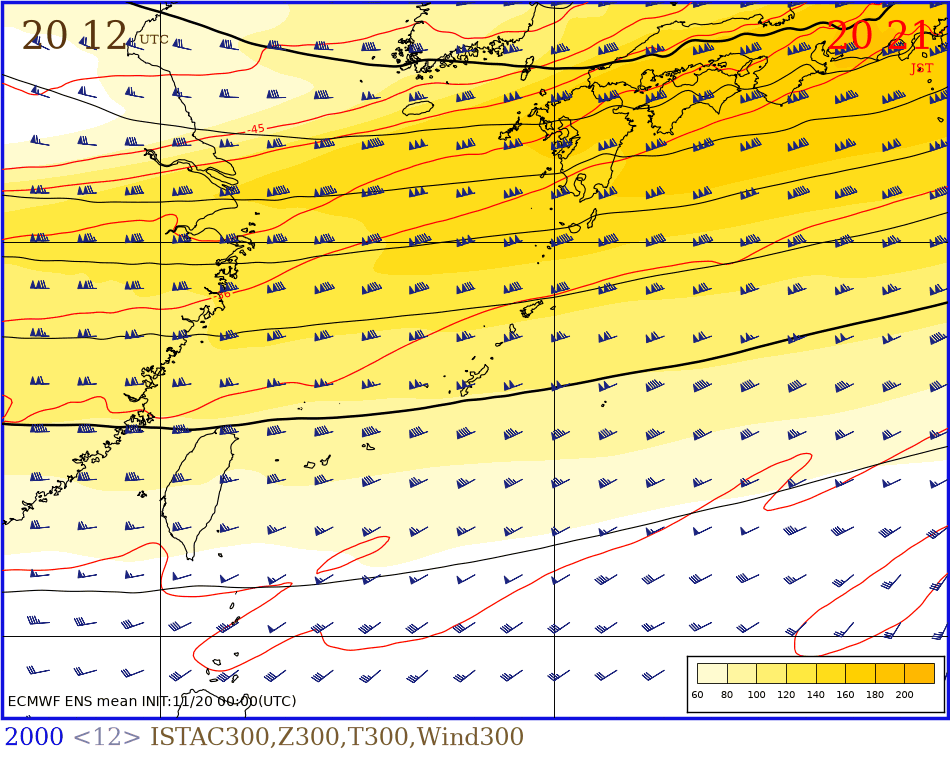 20 12 UTC
20 21
JST
-45
-36
60 80 100 120 140 160 180 200
ECMWF ENS mean INIT:11/20 00:00(UTC)
2000 <12> ISTAC300,Z300,T300,Wind300